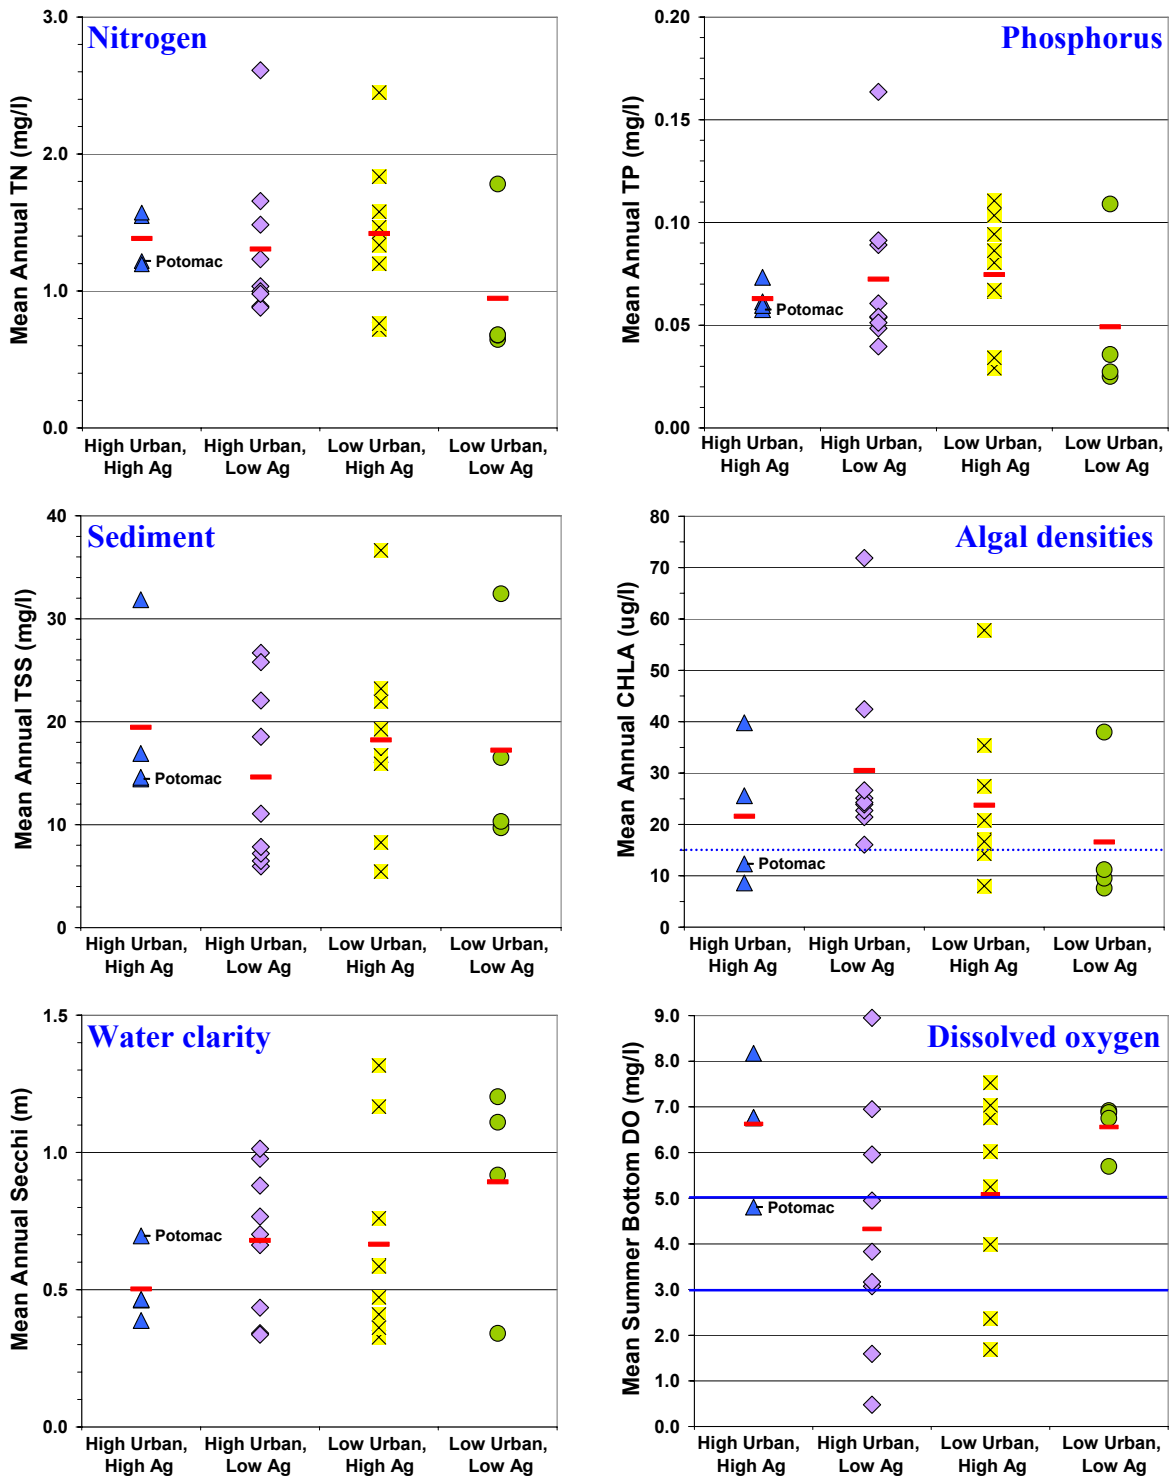 Nitrogen
Mean Annual TN (mg/l)
3.0
2.0
1.0
0.0
Potomac
High Urban,
High Ag
High Urban,
Low Ag
Low Urban,
High Ag
Low Urban,
Low Ag
Phosphorus
Mean Annual TP (mg/l)
0.20
0.15
0.10
0.05
0.00
Potomac
High Urban,
High Ag
High Urban,
Low Ag
Low Urban,
High Ag
Low Urban,
Low Ag
Sediment
Mean Annual TSS (mg/l)
40
30
20
10
0
Potomac
High Urban,
High Ag
High Urban,
Low Ag
Low Urban,
High Ag
Low Urban,
Low Ag
Algal densities
Mean Annual CHLA (ug/l)
80
70
60
50
40
30
20
10
0
Potomac
High Urban,
High Ag
High Urban,
Low Ag
Low Urban,
High Ag
Low Urban,
Low Ag
Water clarity
Mean Annual Secchi (m)
1.5
1.0
0.5
0.0
Potomac
High Urban,
High Ag
High Urban,
Low Ag
Low Urban,
High Ag
Low Urban,
Low Ag
Dissolved oxygen
Mean Summer Bottom DO (mg/l)
9.0
8.0
7.0
6.0
5.0
4.0
3.0
2.0
1.0
0.0
Potomac
High Urban,
High Ag
High Urban,
Low Ag
Low Urban,
High Ag
Low Urban,
Low Ag